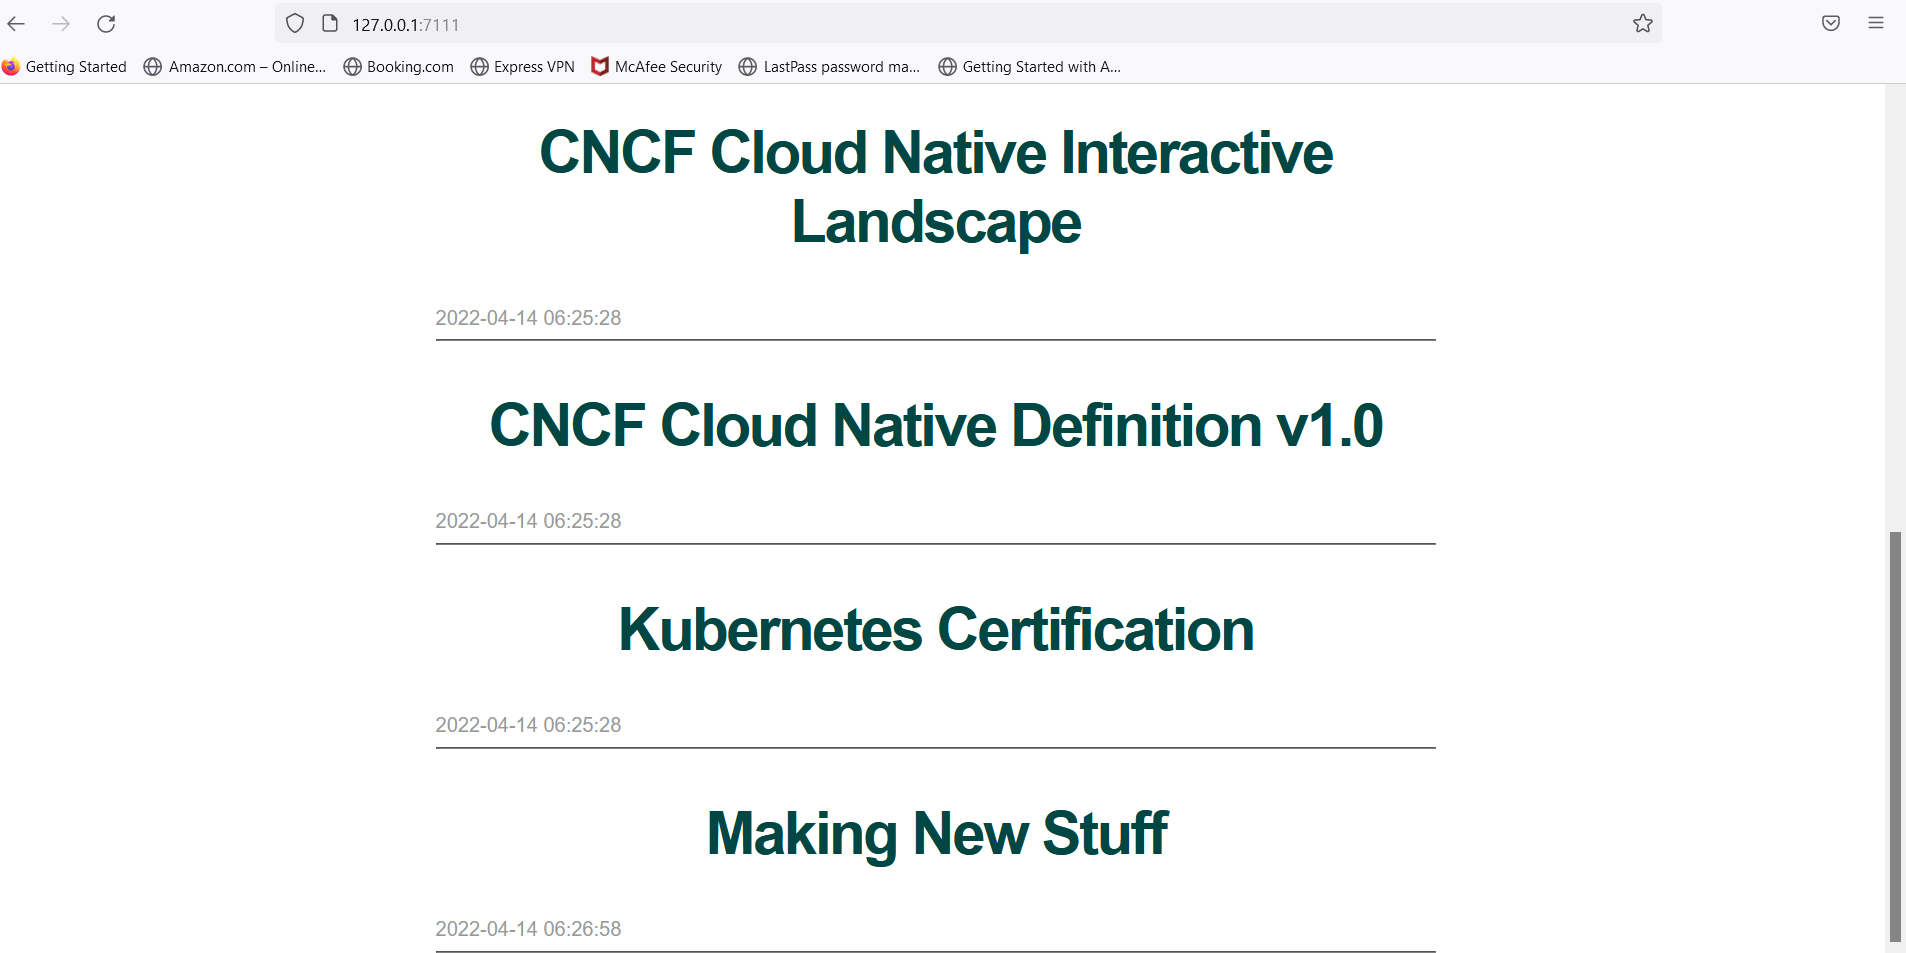 127.0.0.1:7111
Getting Started Amazon.com – Online... Booking.com Express VPN McAfee Security LastPass password ma... Getting Started with A...
CNCF Cloud Native Interactive
Landscape
2022-04-14 06:25:28
CNCF Cloud Native Definition v1.0
2022-04-14 06:25:28
Kubernetes Certification
2022-04-14 06:25:28
Making New Stuff
2022-04-14 06:26:58